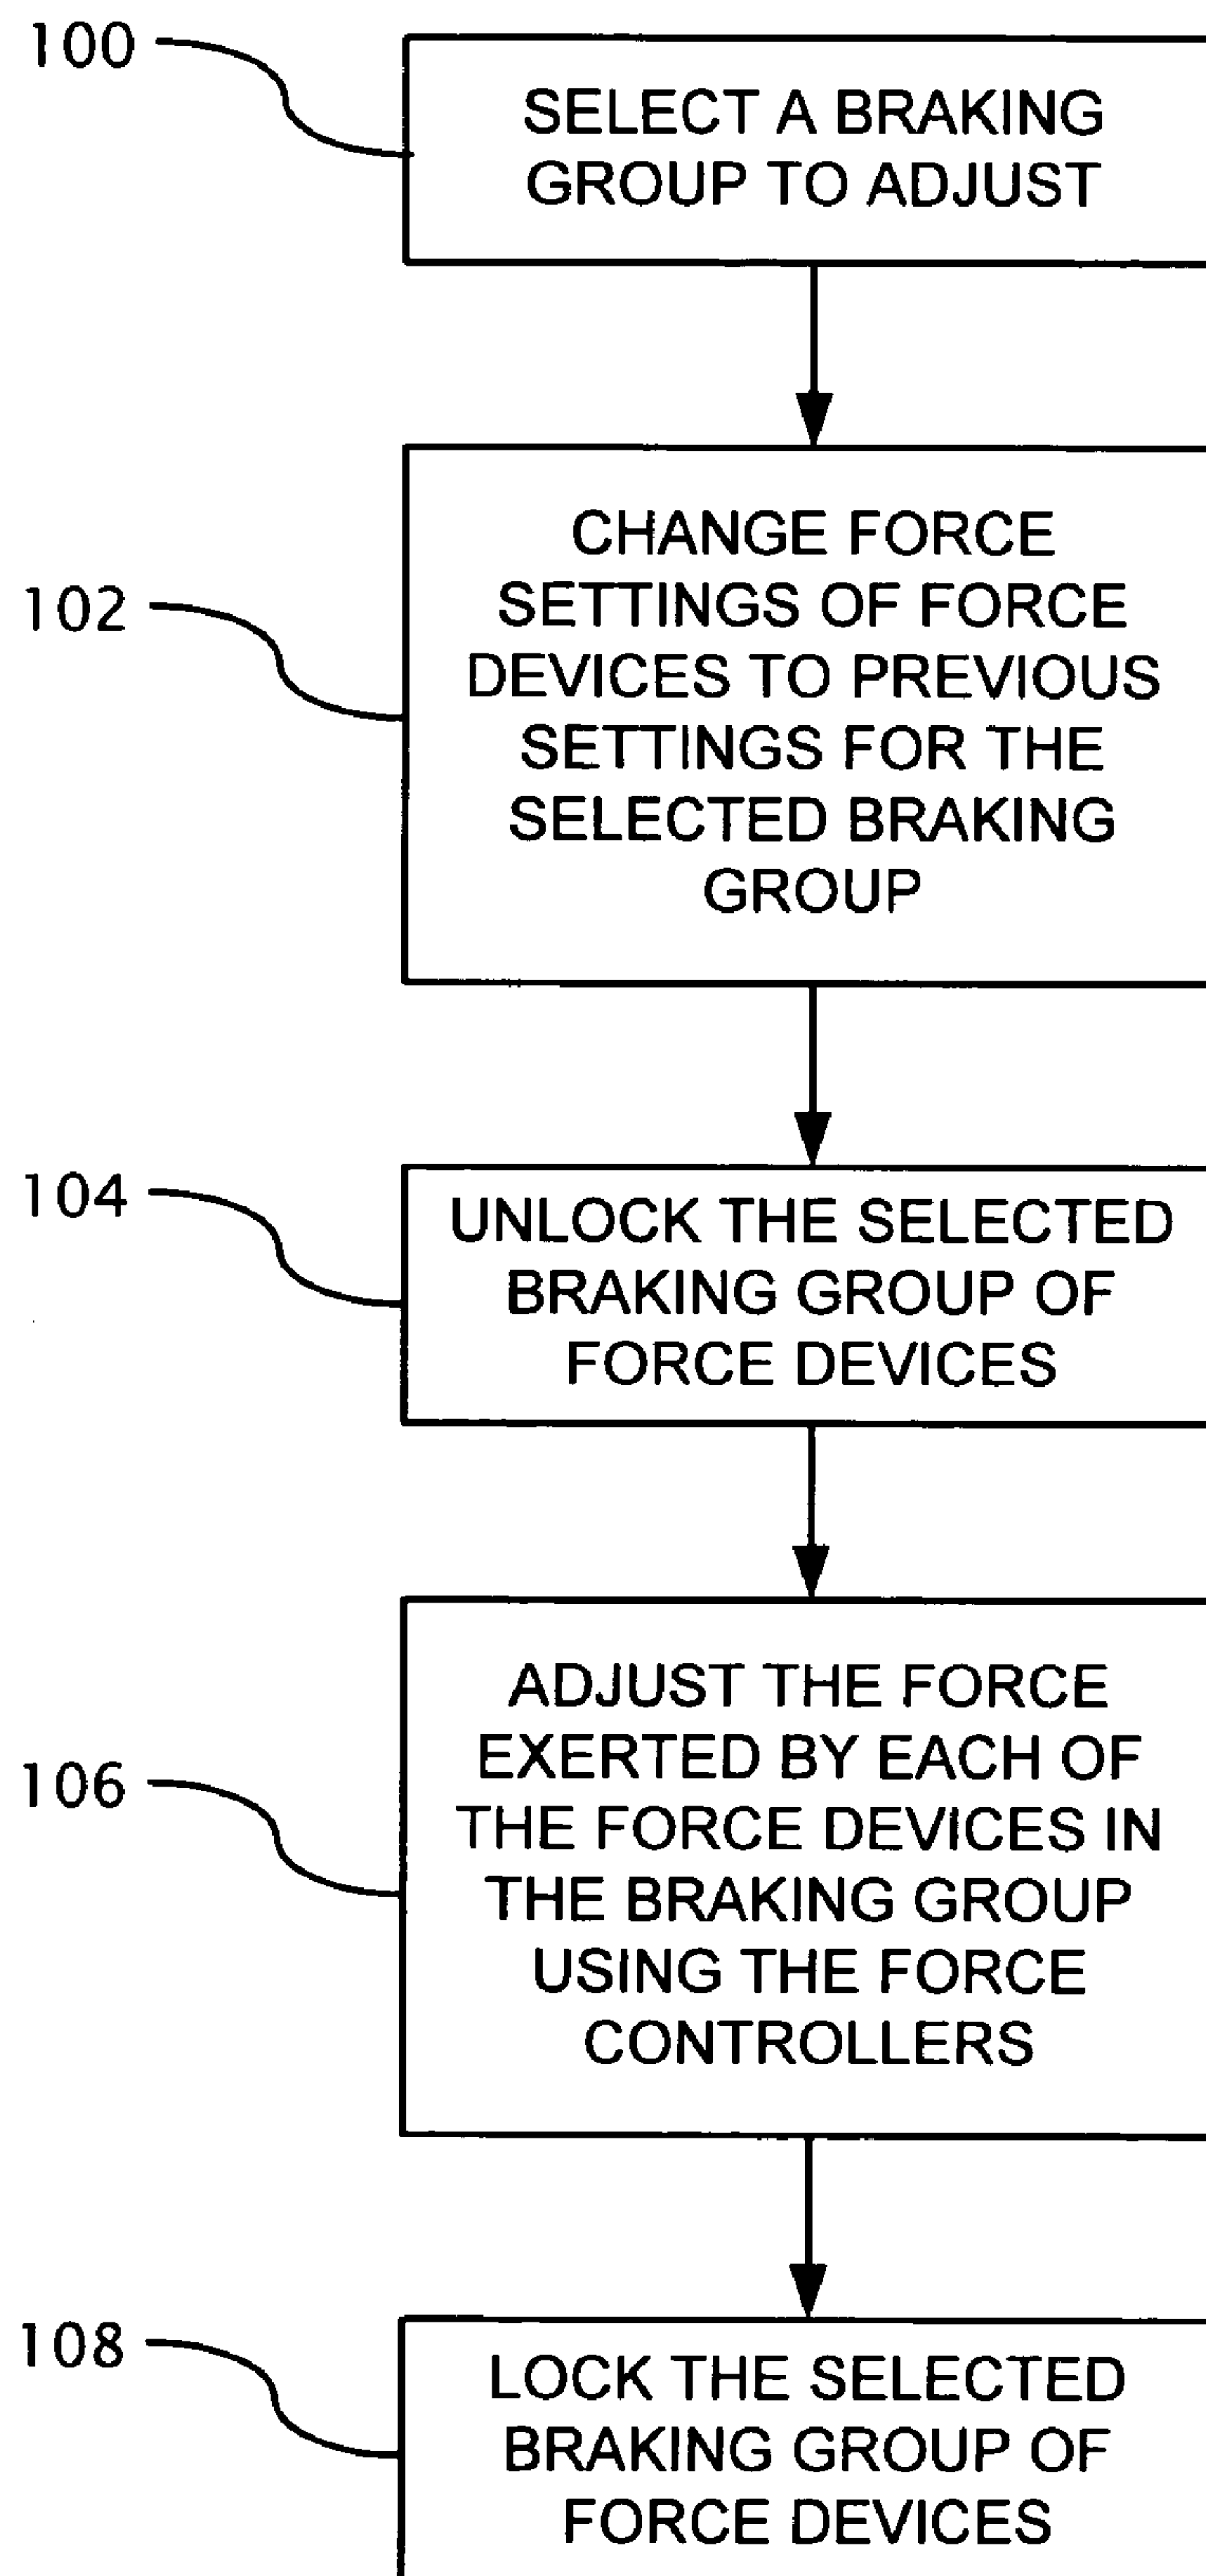 100
SELECT A BRAKING
GROUP TO ADJUST
102
CHANGE FORCE
SETTINGS OF FORCE
DEVICES TO PREVIOUS
SETTINGS FOR THE
SELECTED BRAKING
GROUP
104
UNLOCK THE SELECTED
BRAKING GROUP OF
FORCE DEVICES
106
ADJUST THE FORCE
EXERTED BY EACH OF
THE FORCE DEVICES IN
THE BRAKING GROUP
USING THE FORCE
CONTROLLERS
108
LOCK THE SELECTED
BRAKING GROUP OF
FORCE DEVICES